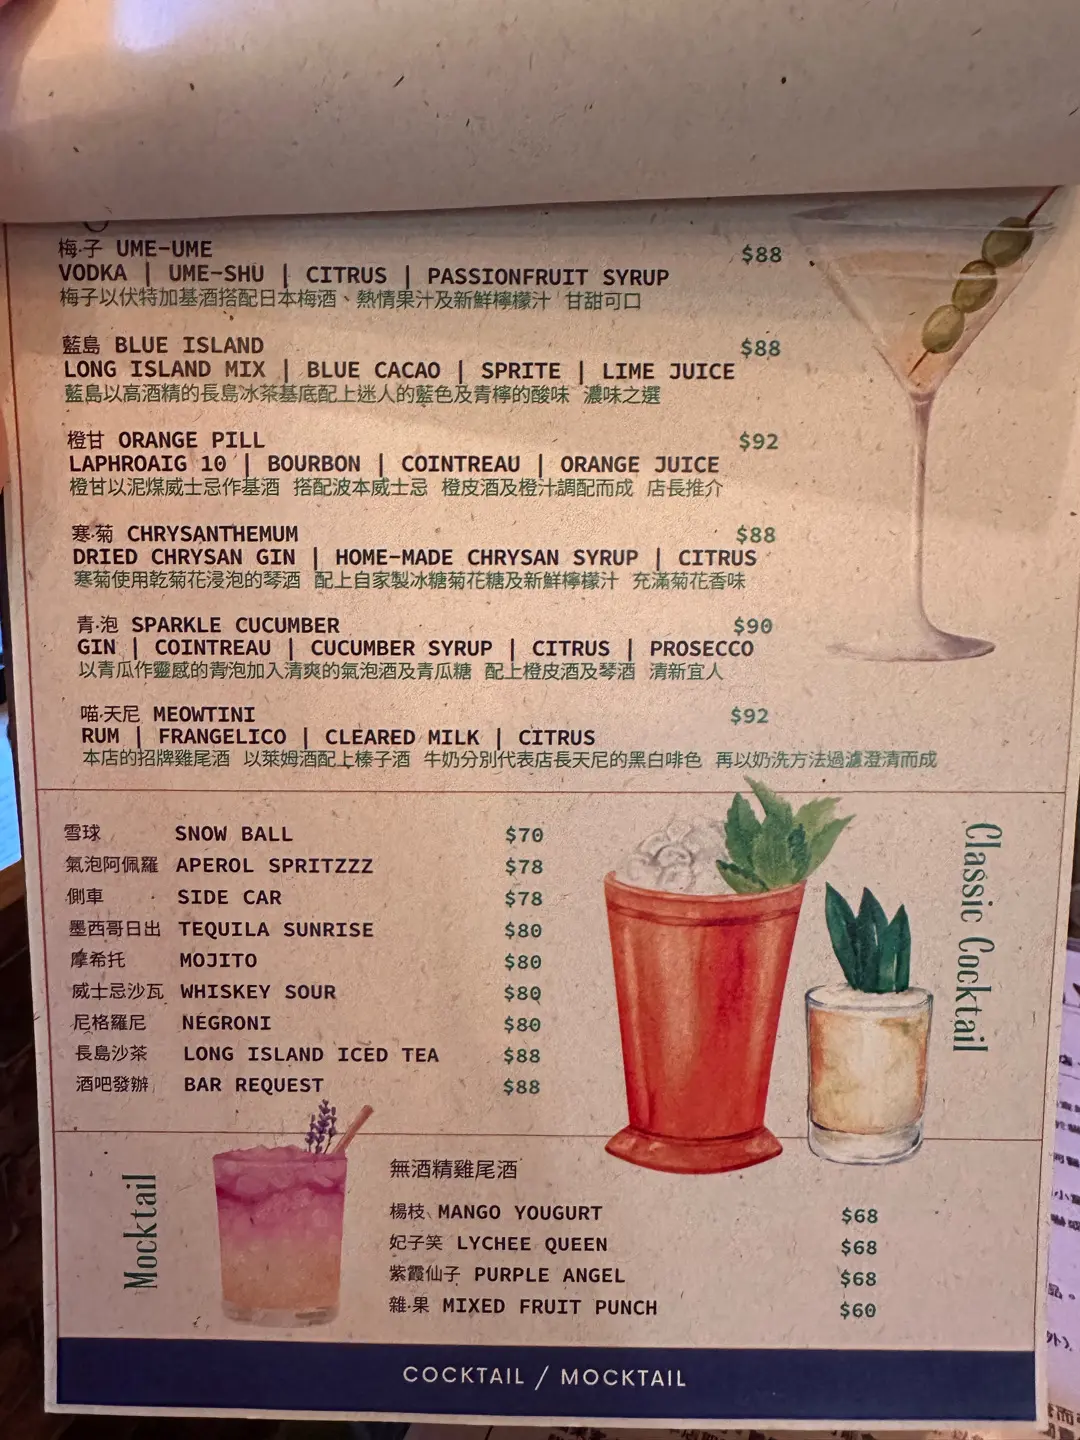 梅·子 UME-UME $88
VODKA | UME-SHU | CITRUS | PASSIONFRUIT SYRUP
梅子以伏特加基酒搭配日本梅酒、熱情果汁及新鮮檸檬汁 甘甜可口
藍島 BLUE ISLAND $88
LONG ISLAND MIX | BLUE CACAO | SPRITE | LIME JUICE
藍島以高酒精的長島冰茶基底配上迷人的藍色及青檸的酸味 濃味之選
橙甘 ORANGE PILL $92
LAPHROAIG 10 | BOURBON | COINTREAU | ORANGE JUICE
橙甘以泥煤威士忌作基酒 搭配波本威士忌 橙皮酒及橙汁調配而成 店長推介
寒·菊 CHRYSANTHEMUM $88
DRIED CHRYSAN GIN | HOME-MADE CHRYSAN SYRUP | CITRUS
寒菊使用乾菊花浸泡的琴酒 配上自家製冰糖菊花糖及新鮮檸檬汁 充滿菊花香味
青·泡 SPARKLE CUCUMBER $90
GIN | COINTREAU | CUCUMBER SYRUP | CITRUS | PROSECCO
以青瓜作靈感的青泡加入清爽的氣泡酒及青瓜糖 配上橙皮酒及琴酒 清新宜人
喵·天尼 MEOWTINI $92
RUM | FRANGELICO | CLEARED MILK | CITRUS
本店的招牌雞尾酒 以萊姆酒配上榛子酒 牛奶分別代表店長天尼的黑白啡色 再以奶洗方法過濾澄清而成
Classic Cocktail
雪球 SNOW BALL $70
氣泡阿佩羅 APEROL SPRITZZZ $78
側車 SIDE CAR $78
墨西哥日出 TEQUILA SUNRISE $80
摩希托 MOJITO $80
威士忌沙瓦 WHISKEY SOUR $80
尼格羅尼 NEGRONI $80
長島沙茶 LONG ISLAND ICED TEA $88
酒吧發辦 BAR REQUEST $88
Mocktail
無酒精雞尾酒
楊枝 MANGO YOUGURT $68
妃子笑 LYCHEE QUEEN $68
紫霞仙子 PURPLE ANGEL $68
雜·果 MIXED FRUIT PUNCH $60
COCKTAIL / MOCKTAIL